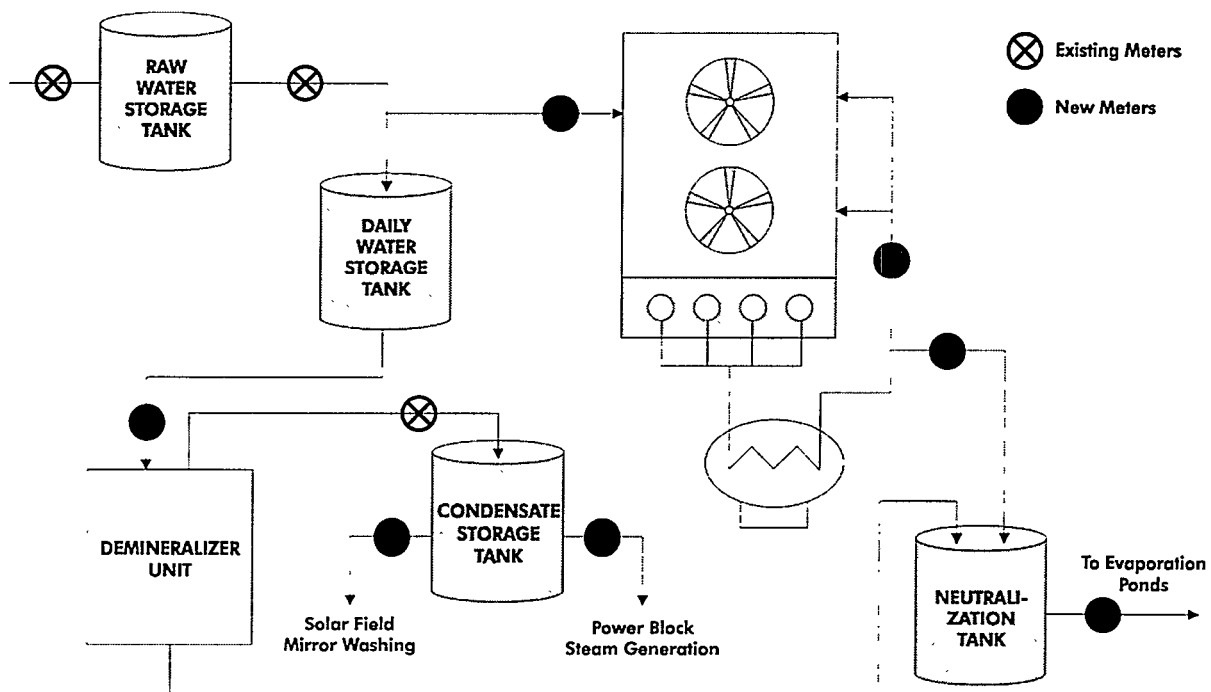 RAW
WATER
STORAGE
TANK
Existing Meters
New Meters
DAILY
WATER
STORAGE
TANK
DEMINERALIZER
UNIT
CONDENSATE
STORAGE
TANK
Solar Field
Mirror Washing
Power Block
Steam Generation
NEUTRALI-
ZATION
TANK
To Evaporation
Ponds